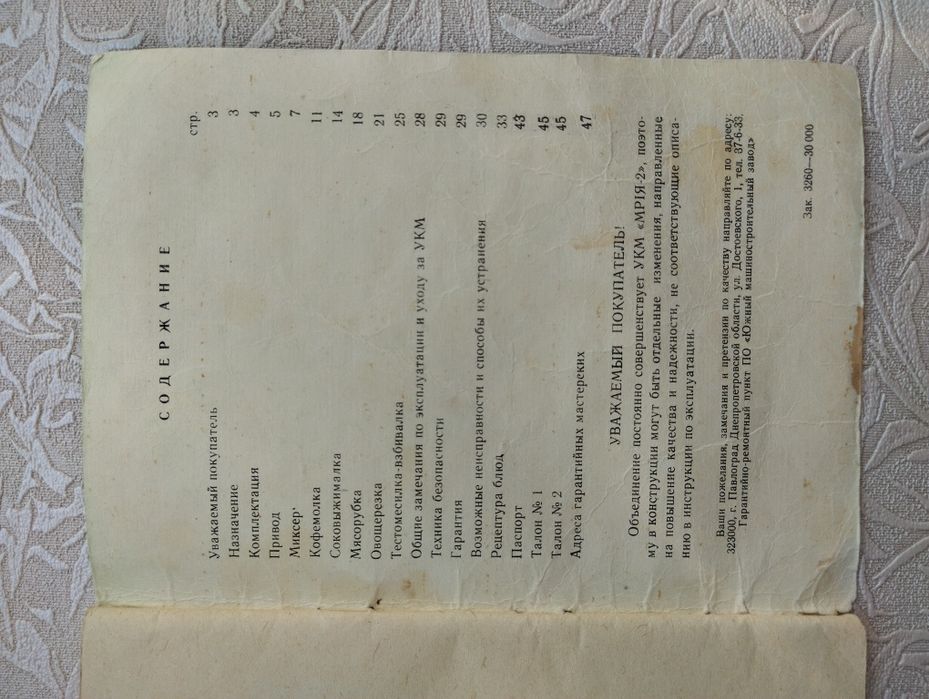 СОДЕРЖАНИЕ
стр.
Уважаемый покупатель 3
Назначение 3
Комплектация 4
Привод 5
Миксер 7
Кофемолка 11
Соковыжималка 14
Мясорубка 18
Овощерезка 21
Тестомесилка-взбивалка 25
Общие замечания по эксплуатации и уходу за УКМ 28
Техника безопасности 29
Гарантия 29
Возможные неисправности и способы их устранения 30
Рецептура блюд 33
Паспорт 43
Талон № 1 45
Талон № 2 45
Адреса гарантийных мастерских 47
УВАЖАЕМЫЙ ПОКУПАТЕЛЬ!
Объединение постоянно совершенствует УКМ «МРІЯ-2», поэто-
му в конструкции могут быть отдельные изменения, направленные
на повышение качества и надежности, не соответствующие описа-
нию в инструкции по эксплуатации.
Ваши пожелания, замечания и претензии по качеству направляйте по адресу:
323000, г. Павлоград Днепропетровской области, ул. Достоевского, 1, тел. 37-6-33.
Гарантийно-ремонтный пункт ПО «Южный машиностроительный завод»
Зак. 3260—30 000